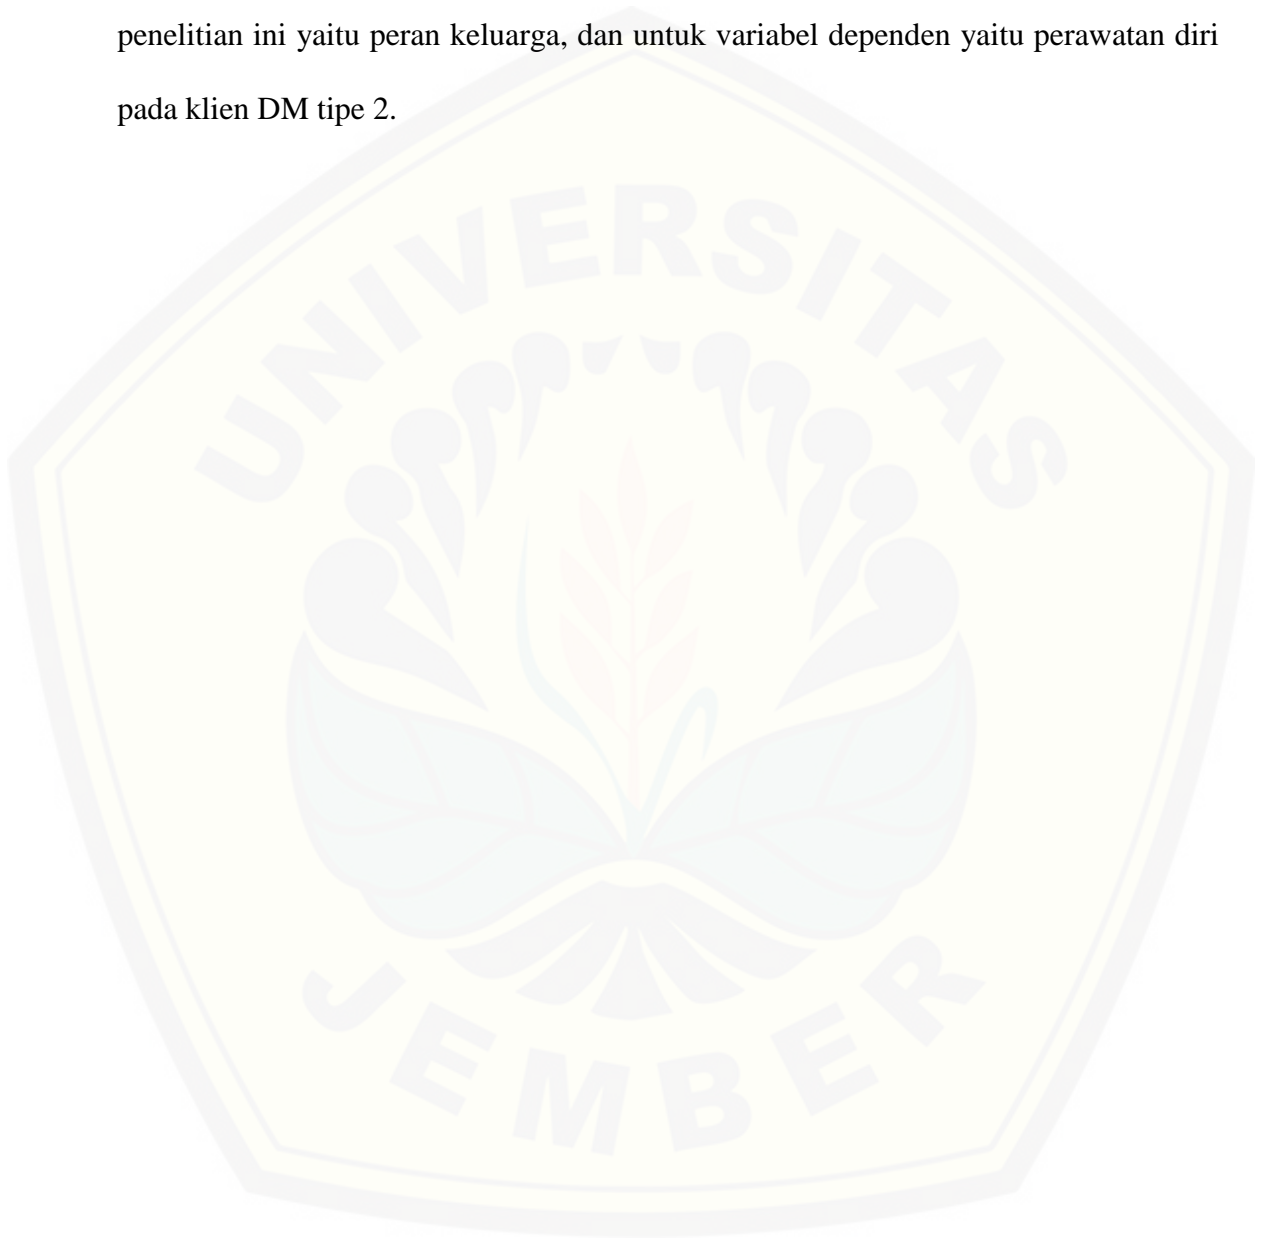 penelitian ini yaitu peran keluarga, dan untuk variabel dependen yaitu perawatan diri
pada klien DM tipe 2.
UNIVERSITAS
JEMBER